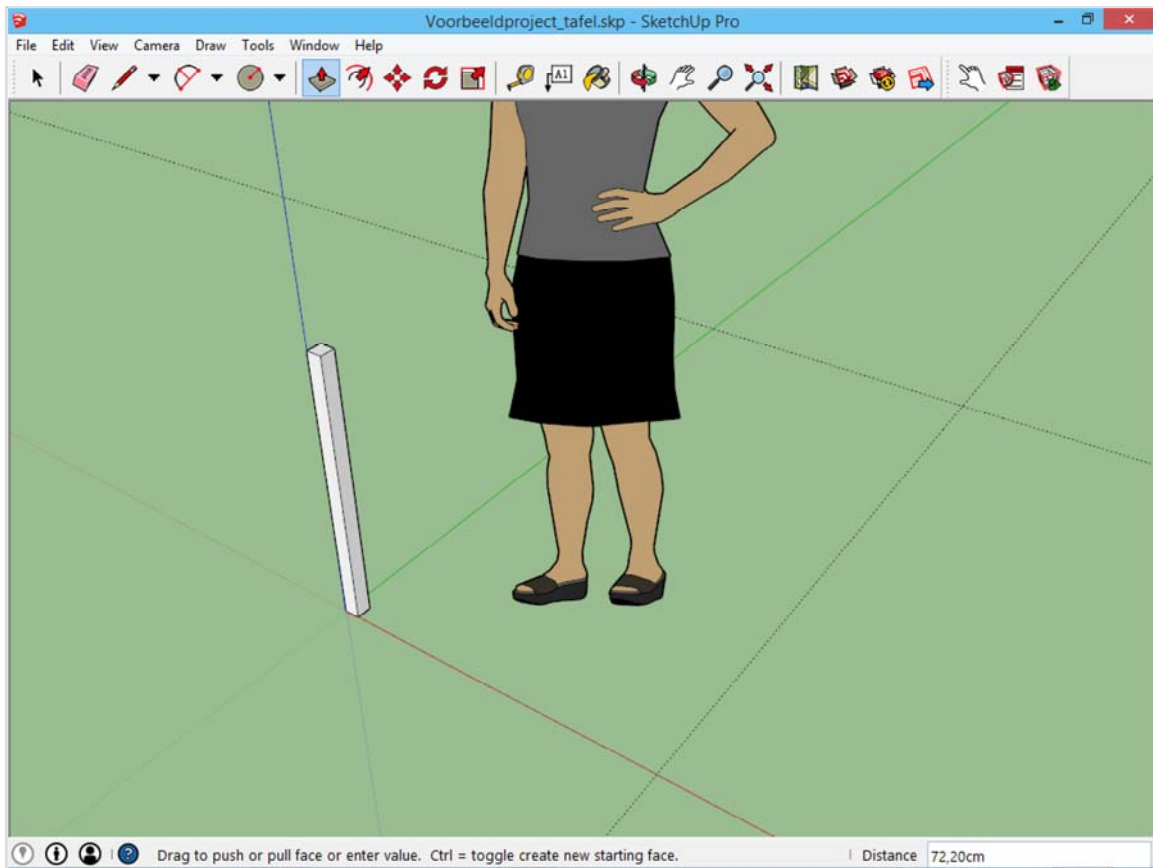 Voorbeeldproject_tafel.skp - SketchUp Pro
File Edit View Camera Draw Tools Window Help
A1
Drag to push or pull face or enter value. Ctrl = toggle create new starting face. Distance 72,20cm